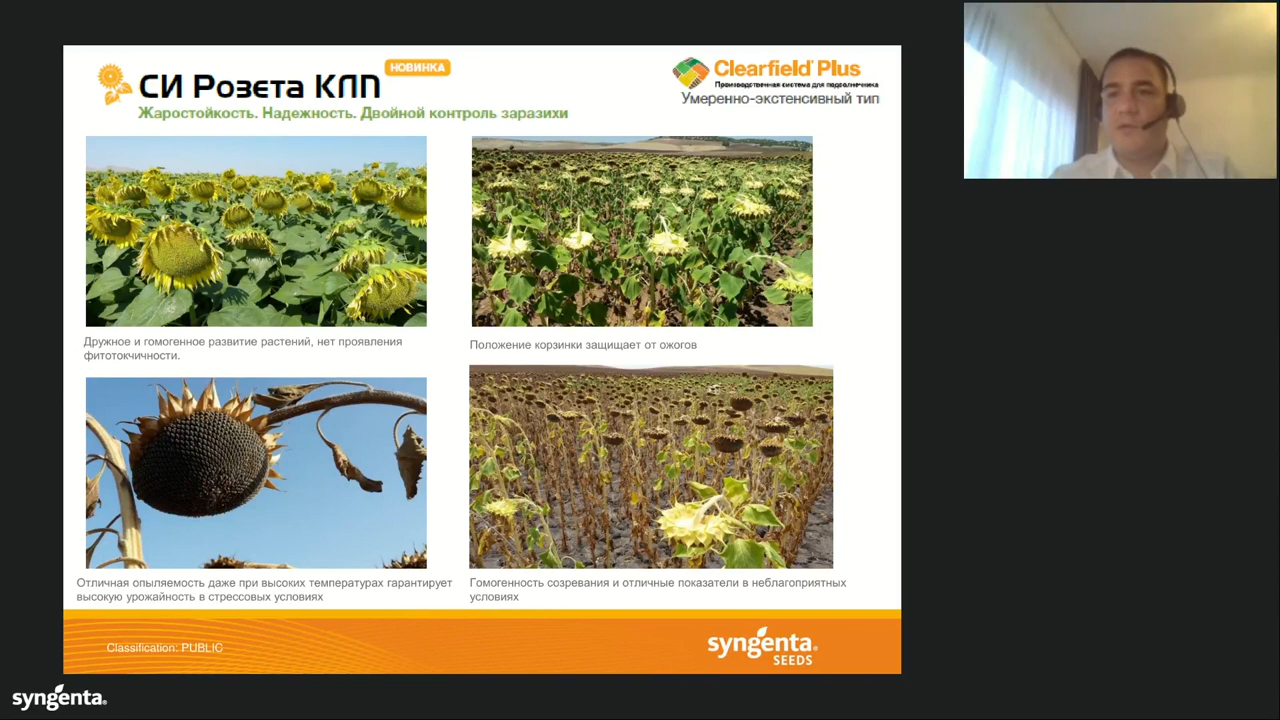 СИ Розета КЛП
НОВИНКА
Жаростойкость. Надежность. Двойной контроль заразихи
Clearfield® Plus
Производственная система для подсолнечника
Умеренно-экстенсивный тип
Дружное и гомогенное развитие растений, нет проявления
фитотокчичности.
Положение корзинки защищает от ожогов
Отличная опыляемость даже при высоких температурах гарантирует
высокую урожайность в стрессовых условиях
Гомогенность созревания и отличные показатели в неблагоприятных
условиях
Classification: PUBLIC
syngenta®
SEEDS
syngenta®